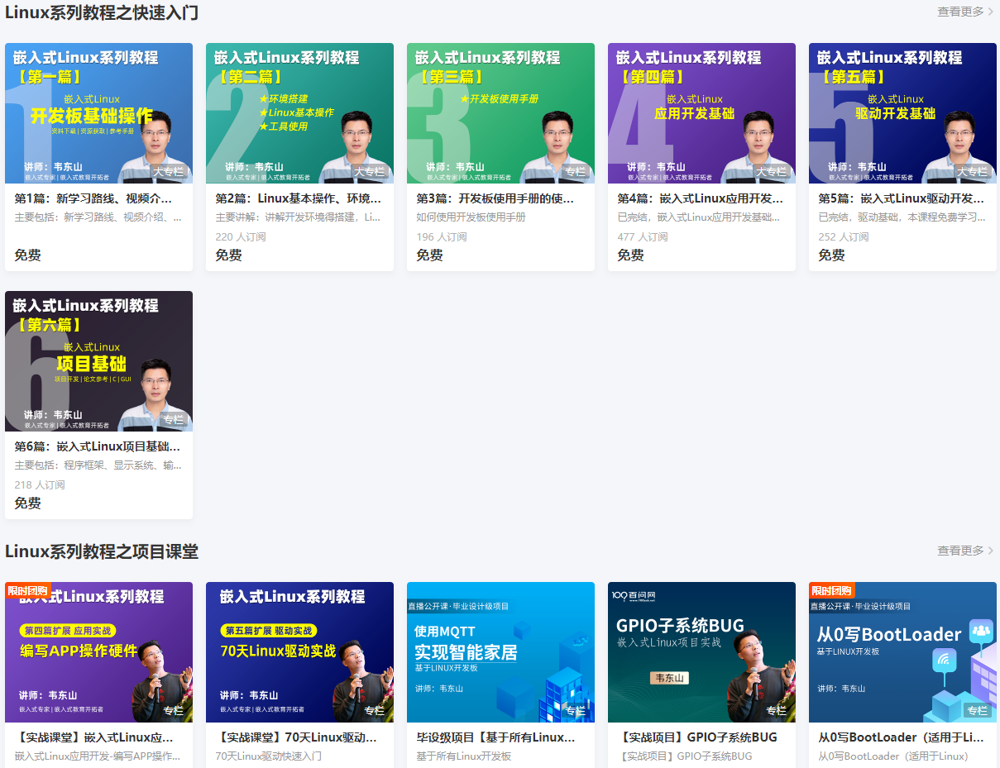 Linux系列教程之快速入门
查看更多
嵌入式Linux系列教程
【第一篇】
嵌入式Linux
开发板基础操作
资料下载 | 资源获取 | 参考手册
讲师：韦东山
嵌入式专家 | 嵌入式教育开拓者
大专栏
第1篇：新学习路线、视频介...
主要包括：新学习路线、视频介绍、...
免费
嵌入式Linux系列教程
【第二篇】
★环境搭建
★Linux基本操作
★工具使用
讲师：韦东山
嵌入式专家 | 嵌入式教育开拓者
大专栏
第2篇：Linux基本操作、环境...
主要讲解：讲解开发环境得搭建，Li...
220 人订阅
免费
嵌入式Linux系列教程
【第三篇】
★开发板使用手册
讲师：韦东山
嵌入式专家 | 嵌入式教育开拓者
专栏
第3篇：开发板使用手册的使...
如何使用开发板使用手册
196 人订阅
免费
嵌入式Linux系列教程
【第四篇】
嵌入式Linux
应用开发基础
讲师：韦东山
嵌入式专家 | 嵌入式教育开拓者
大专栏
第4篇：嵌入式Linux应用开发...
已完结，嵌入式Linux应用开发基础...
477 人订阅
免费
嵌入式Linux系列教程
【第五篇】
嵌入式Linux
驱动开发基础
讲师：韦东山
嵌入式专家 | 嵌入式教育开拓者
大专栏
第5篇：嵌入式Linux驱动开发...
已完结，驱动基础，本课程免费学习...
252 人订阅
免费
嵌入式Linux系列教程
【第六篇】
嵌入式Linux
项目基础
项目开发 | 论文参考 | C | GUI
讲师：韦东山
嵌入式专家 | 嵌入式教育开拓者
专栏
第6篇：嵌入式Linux项目基础...
主要包括：程序框架、显示系统、输...
218 人订阅
免费
Linux系列教程之项目课堂
查看更多
限时团购
嵌入式Linux系列教程
第四篇扩展 应用实战
编写APP操作硬件
讲师：韦东山
嵌入式专家 | 嵌入式教育开拓者
专栏
【实战课堂】嵌入式Linux应...
嵌入式Linux应用开发-编写APP操作...
嵌入式Linux系列教程
第五篇扩展 驱动实战
70天Linux驱动实战
讲师：韦东山
嵌入式专家 | 嵌入式教育开拓者
专栏
【实战课堂】70天Linux驱动...
70天Linux驱动快速入门
直播公开课·毕业设计级项目
使用MQTT
实现智能家居
基于LINUX开发板
讲师：韦东山
专栏
毕设级项目【基于所有Linux...
基于所有Linux开发板
100百问网
www.100ask.net
GPIO子系统BUG
嵌入式Linux项目实战
韦东山
专栏
【实战项目】GPIO子系统BUG
【实战项目】GPIO子系统BUG
限时团购
直播公开课·毕业设计级项目
从0写BootLoader
基于LINUX开发板
讲师：韦东山
专栏
从0写BootLoader（适用于Li...
从0写BootLoader（适用于Linux）